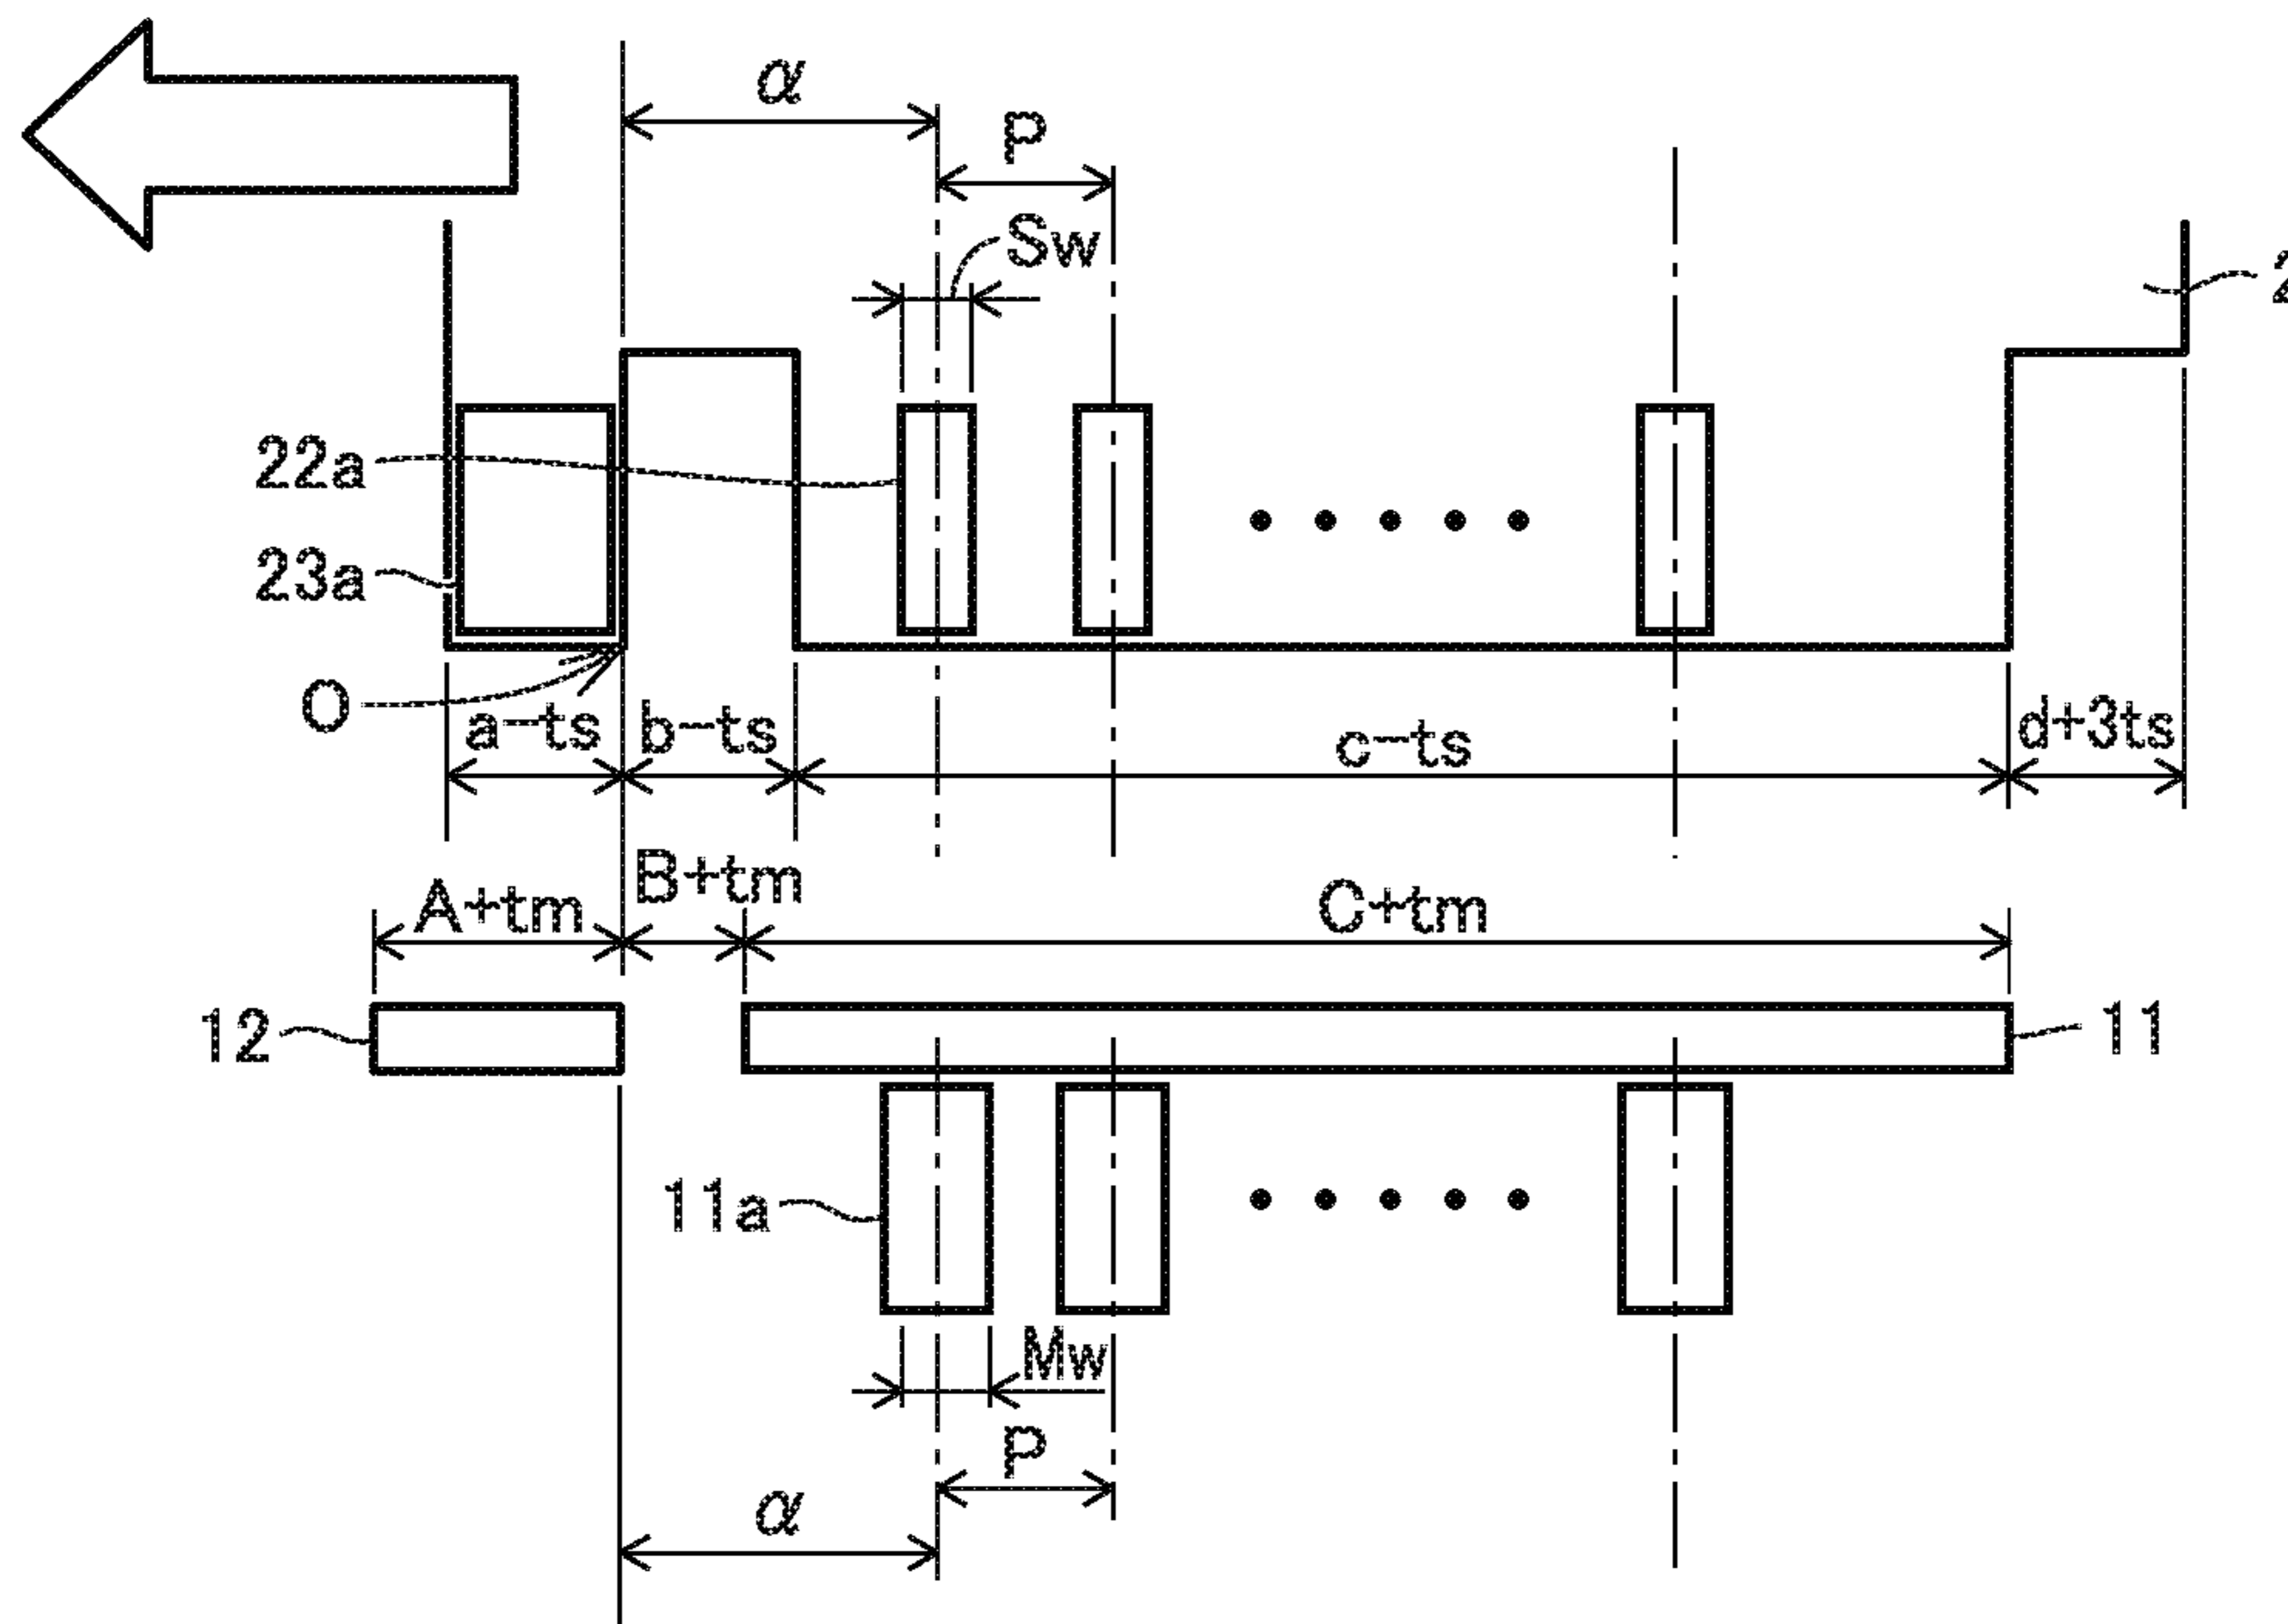 α
P
Sw
2
22a
23a
O
a-ts
b-ts
c-ts
d+3ts
A+tm
B+tm
C+tm
12
11
11a
Mw
P
α